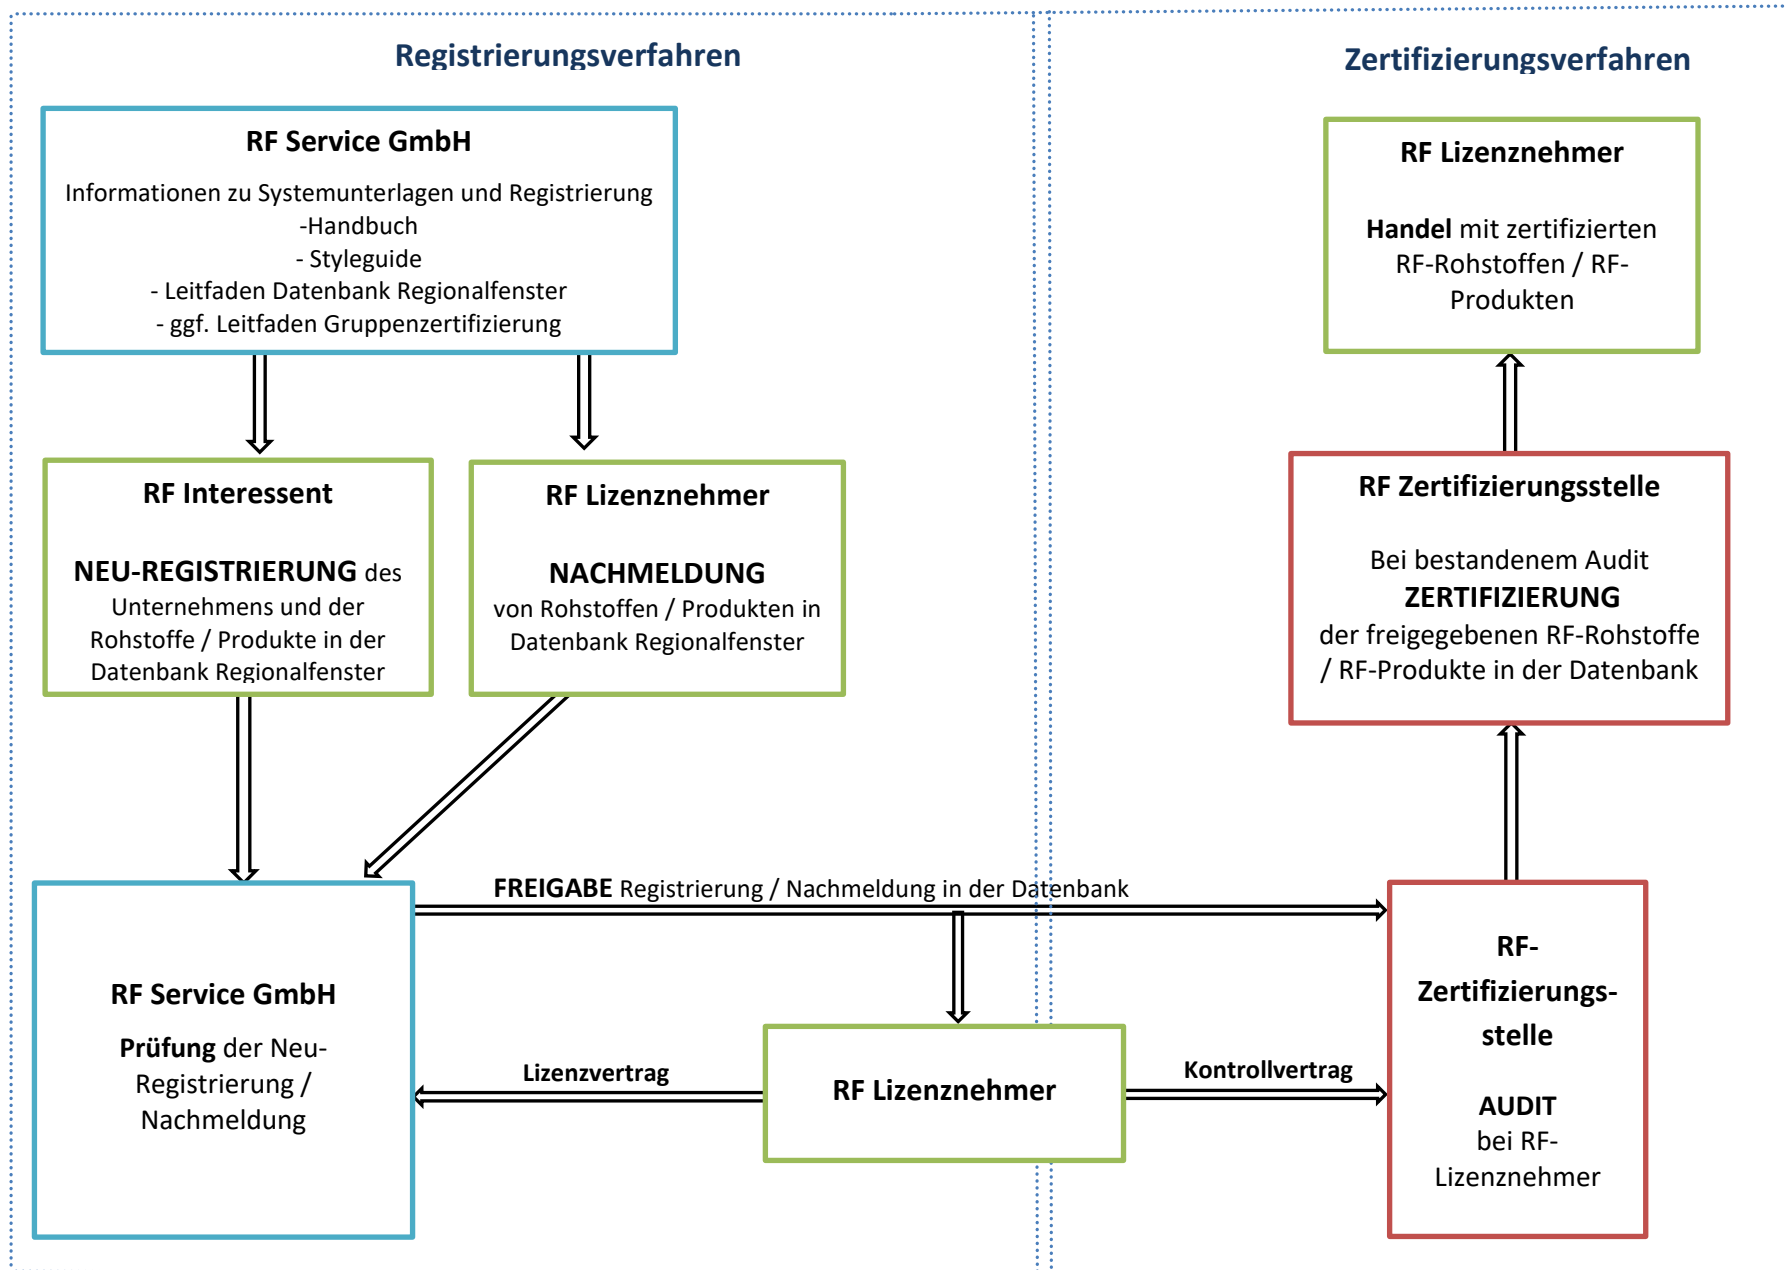 Registrierungsverfahren
RF Service GmbH
Informationen zu Systemunterlagen und Registrierung
-Handbuch
- Styleguide
- Leitfaden Datenbank Regionalfenster
- ggf. Leitfaden Gruppenzertifizierung
RF Interessent
NEU-REGISTRIERUNG des
Unternehmens und der
Rohstoffe / Produkte in der
Datenbank Regionalfenster
RF Lizenznehmer
NACHMELDUNG
von Rohstoffen / Produkten in
Datenbank Regionalfenster
RF Service GmbH
Prüfung der Neu-
Registrierung /
Nachmeldung
FREIGABE Registrierung / Nachmeldung in der Datenbank
Lizenzvertrag
RF Lizenznehmer
Kontrollvertrag
Zertifizierungsverfahren
RF Lizenznehmer
Handel mit zertifizierten
RF-Rohstoffen / RF-
Produkten
RF Zertifizierungsstelle
Bei bestandenem Audit
ZERTIFIZIERUNG
der freigegebenen RF-Rohstoffe
/ RF-Produkte in der Datenbank
RF-
Zertifizierungs-
stelle
AUDIT
bei RF-
Lizenznehmer